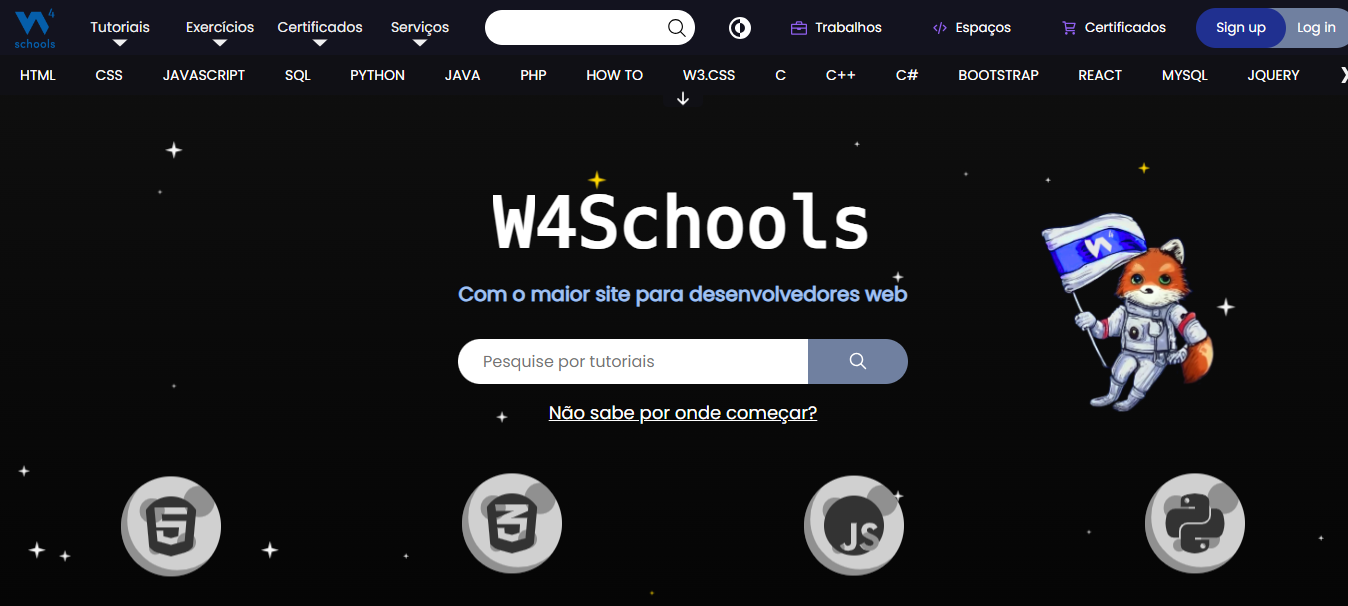 W4 schools
Tutoriais Exercícios Certificados Serviços Trabalhos Espaços Certificados Sign up Log in
HTML CSS JAVASCRIPT SQL PYTHON JAVA PHP HOW TO W3.CSS C C++ C# BOOTSTRAP REACT MYSQL JQUERY
W4Schools
Com o maior site para desenvolvedores web
Pesquise por tutoriais
Não sabe por onde começar?
W4
5 3 JS